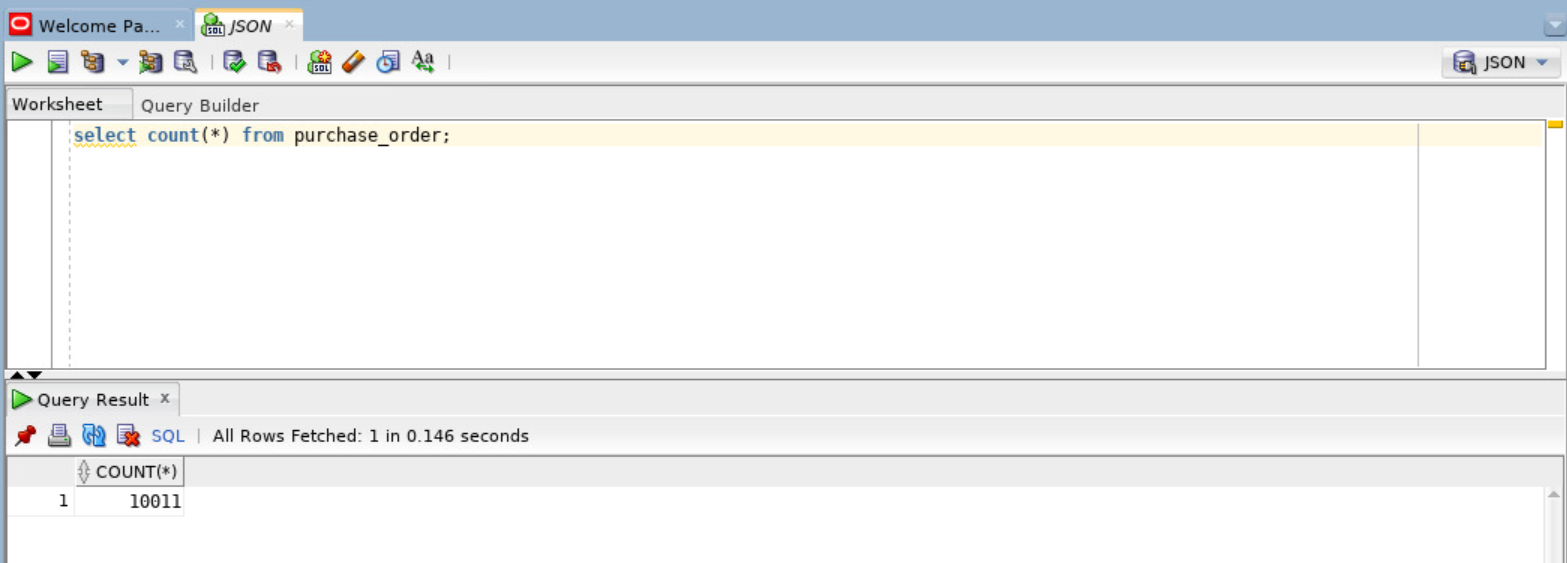 Welcome Pa... JSON
JSON
Worksheet Query Builder
select count(*) from purchase_order;
Query Result
SQL All Rows Fetched: 1 in 0.146 seconds
COUNT(*)
1 10011